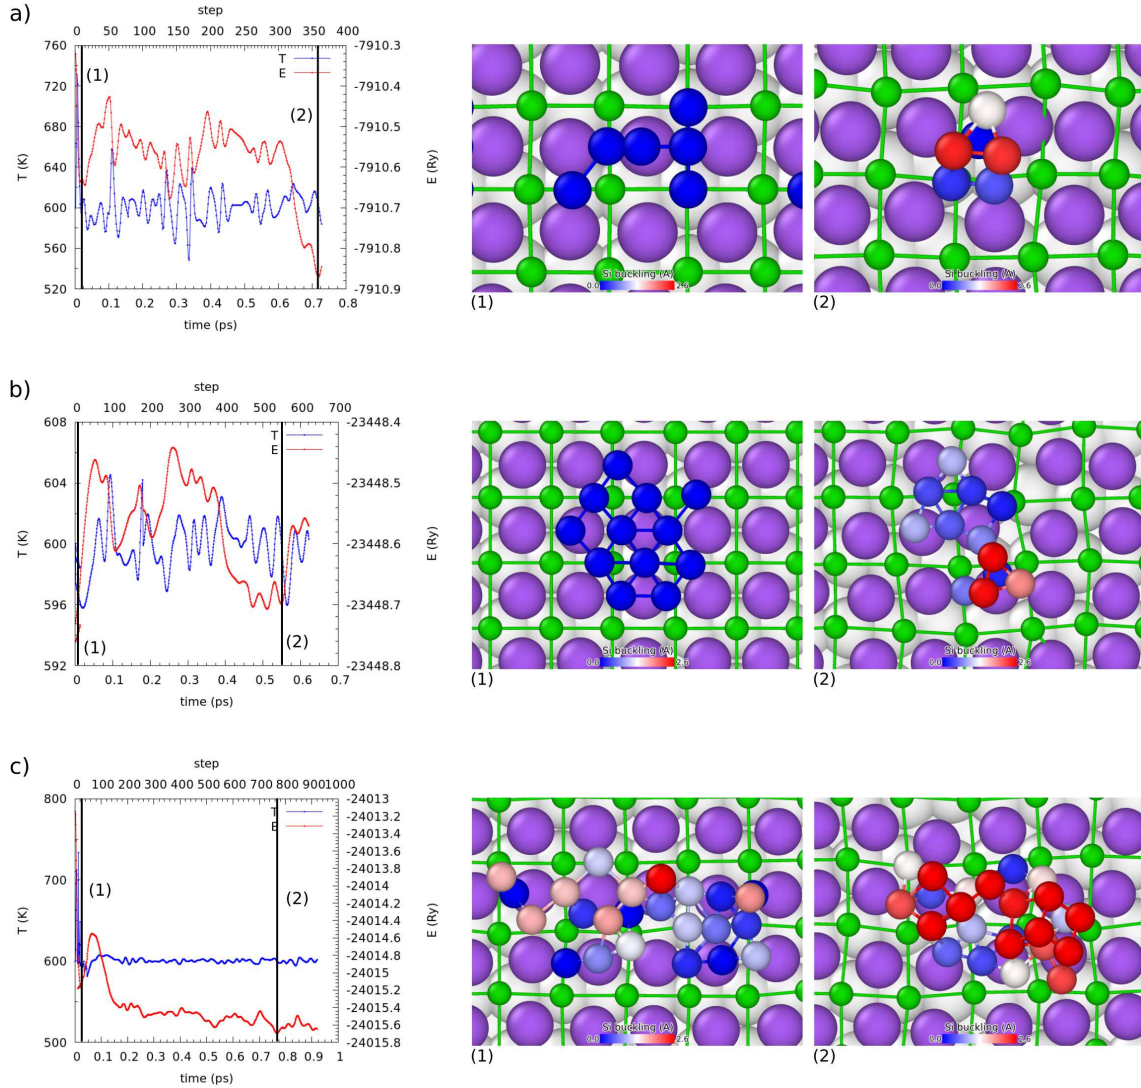 a)
step
0 50 100 150 200 250 300 350 400
760
720
680
640
600
560
520
T (K)
(1)
(2)
T
E
-7910.3
-7910.4
-7910.5
-7910.6
-7910.7
-7910.8
-7910.9
E (Ry)
0 0.1 0.2 0.3 0.4 0.5 0.6 0.7 0.8
time (ps)
Si buckling (A)
0.0 2.6
(1)
Si buckling (A)
0.0 2.6
(2)
b)
step
0 100 200 300 400 500 600 700
608
604
600
596
592
T (K)
(1)
(2)
T
E
-23448.4
-23448.5
-23448.6
-23448.7
-23448.8
E (Ry)
0 0.1 0.2 0.3 0.4 0.5 0.6 0.7
time (ps)
Si buckling (A)
0.0 2.6
(1)
Si buckling (A)
0.0 2.6
(2)
c)
step
0 100 200 300 400 500 600 700 800 9001000
800
700
600
500
T (K)
(1)
(2)
T
E
-24013
-24013.2
-24013.4
-24013.6
-24013.8
-24014
-24014.2
-24014.4
-24014.6
-24014.8
-24015
-24015.2
-24015.4
-24015.6
-24015.8
E (Ry)
0 0.1 0.2 0.3 0.4 0.5 0.6 0.7 0.8 0.9 1
time (ps)
Si buckling (A)
0.0 2.6
(1)
Si buckling (A)
0.0 2.6
(2)